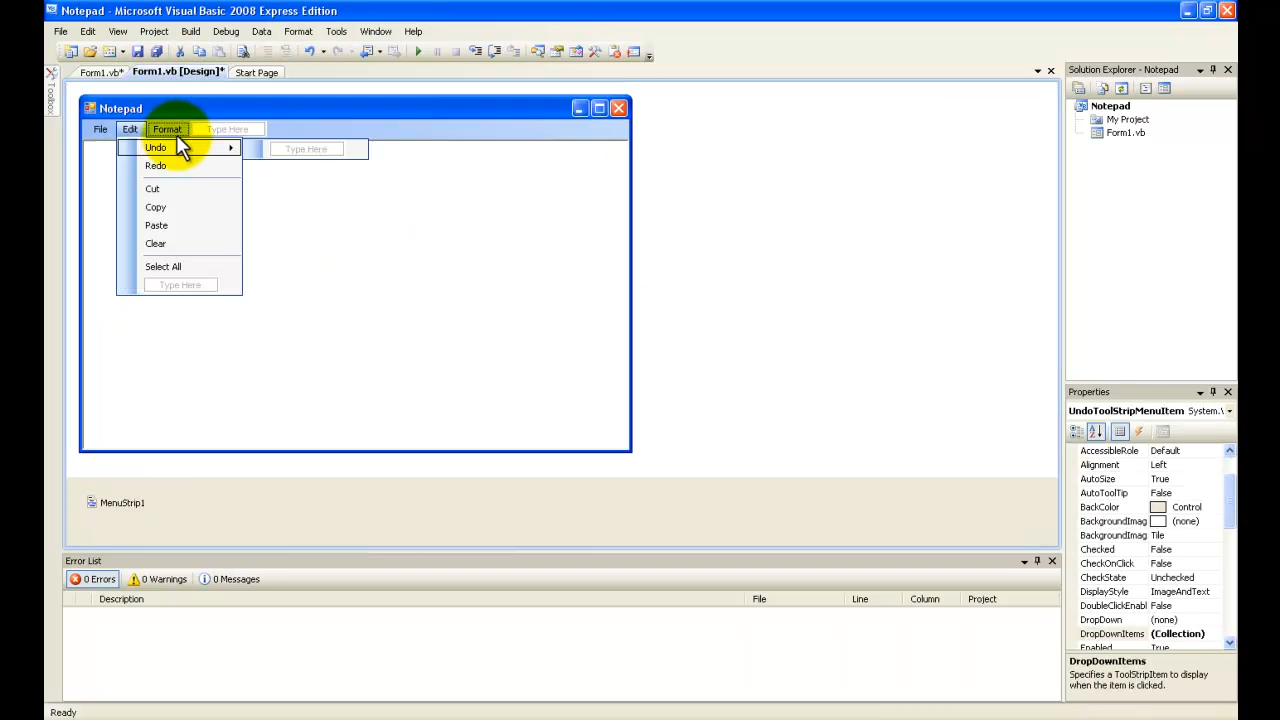 Notepad - Microsoft Visual Basic 2008 Express Edition
File Edit View Project Build Debug Data Format Tools Window Help
Form1.vb* Form1.vb [Design]* Start Page
Toolbox
Notepad
File Edit Format Type Here
Undo Type Here
Redo
Cut
Copy
Paste
Clear
Select All
Type Here
MenuStrip1
Solution Explorer - Notepad
Notepad
My Project
Form1.vb
Properties
UndoToolStripMenuItem System.\
AccessibleRole Default
Alignment Left
AutoSize True
AutoToolTip False
BackColor Control
BackgroundImag (none)
BackgroundImag Tile
Checked False
CheckOnClick False
CheckState Unchecked
DisplayStyle ImageAndText
DoubleClickEnabl False
DropDown (none)
DropDownItems (Collection)
Enabled True
DropDownItems
Specifies a ToolStripItem to display
when the item is clicked.
Error List
0 Errors 0 Warnings 0 Messages
Description File Line Column Project
Ready